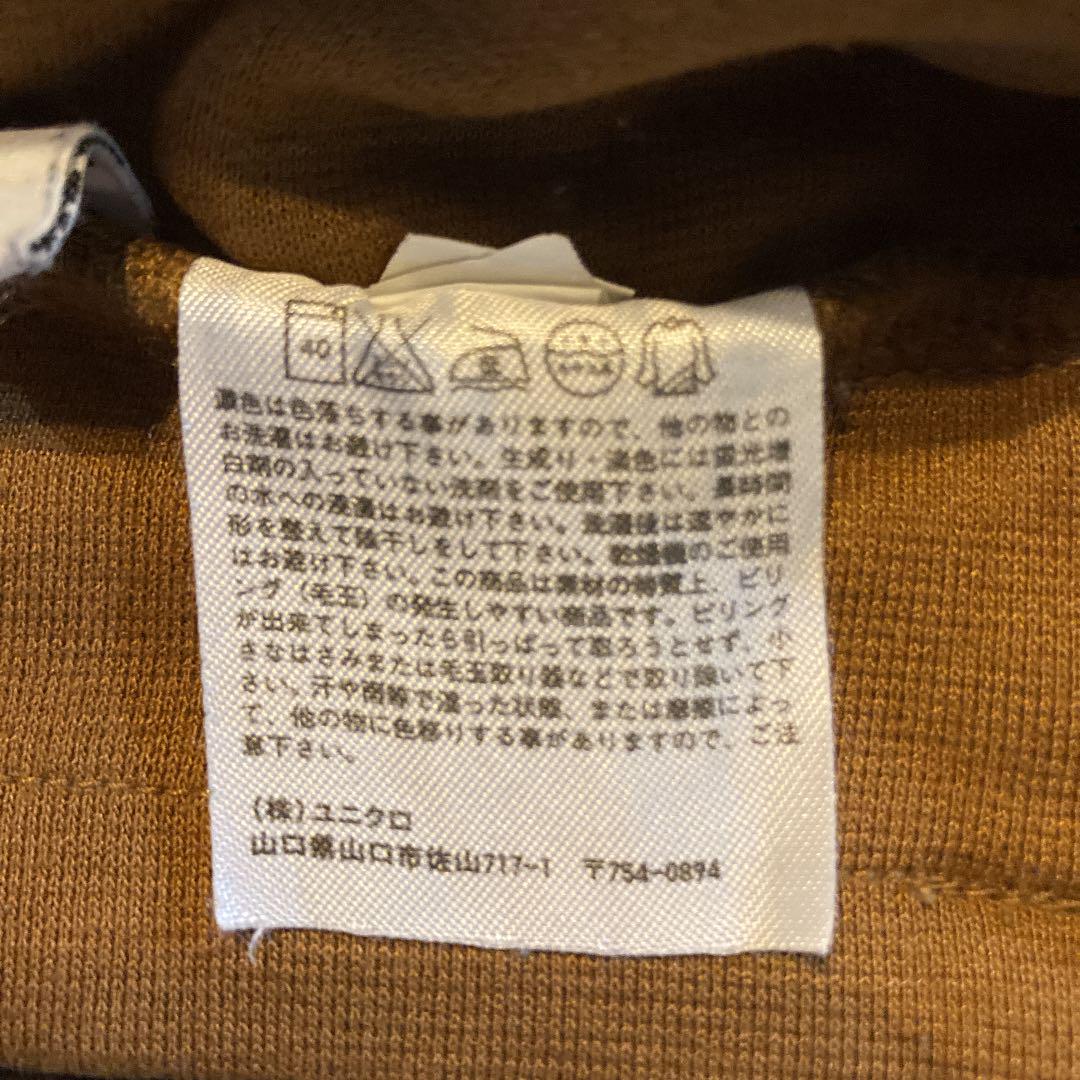 40
濃色は色落ちする事がありますので、他の物との
お洗濯はお避け下さい。生成り・淡色には蛍光増
白剤の入っていない洗剤をご使用下さい。長時間
の水への浸漬はお避け下さい。洗濯後は速やかに
形を整えて陰干しをして下さい。乾燥機のご使用
はお避け下さい。この商品は素材の特質上、ピリ
ング（毛玉）の発生しやすい商品です。ピリング
が出来てしまったら引っぱって取ろうとせず、小
さなはさみまたは毛玉取り器などで取り除いて下
さい。汗や雨等で湿った状態、または摩擦によっ
て、他の物に色移りする事がありますので、ご注
意下さい。
(株)ユニクロ
山口県山口市佐山717-1 〒754-0894